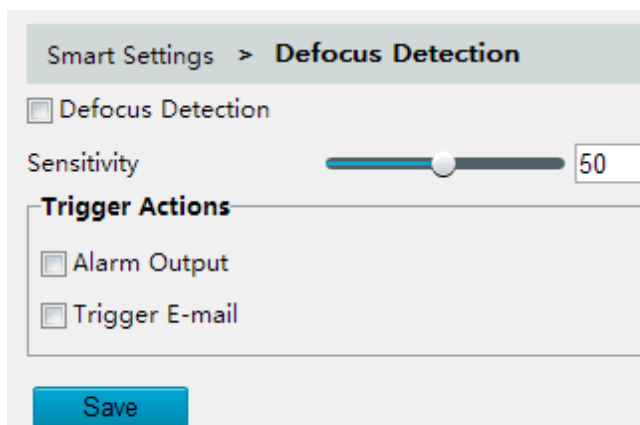 Smart Settings > Defocus Detection
Defocus Detection
Sensitivity 50
Trigger Actions
Alarm Output
Trigger E-mail
Save